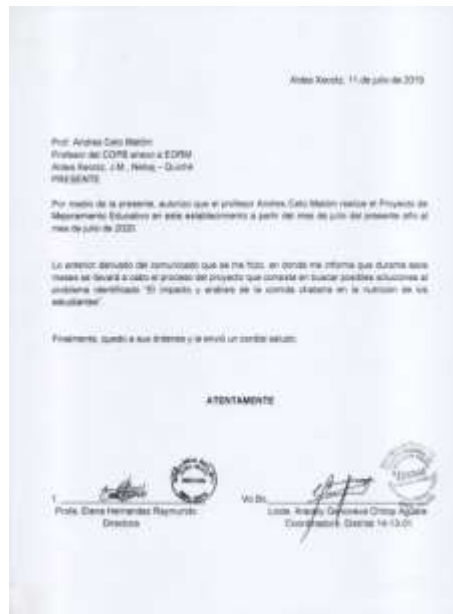 Aldea Xecotz, 11 de julio de 2019
Prof. Andres Ceto Matóm
Profesor del COPB anexo a EORM
Aldea Xecotz, J.M., Nebaj – Quiché
PRESENTE
Por medio de la presente, autorizo que el profesor Andres Ceto Matóm realice el Proyecto de
Mejoramiento Educativo en este establecimiento a partir del mes de julio del presente año al
mes de junio de 2020.
Lo anterior derivado del comunicado que se me hizo, en donde me informa que durante esos
meses se llevará a cabo el proceso del proyecto que consiste en buscar posibles soluciones al
problema identificado “El impacto y análisis de la comida chatarra en la nutrición de los
estudiantes”.
Finalmente, quedo a sus órdenes y le envió un cordial saludo.
ATENTAMENTE
Profa. Elena Hernandez Raymundo
Directora
Vo.Bo.
Licda. Genoveva
Coordinadora Distrital 14-13-01